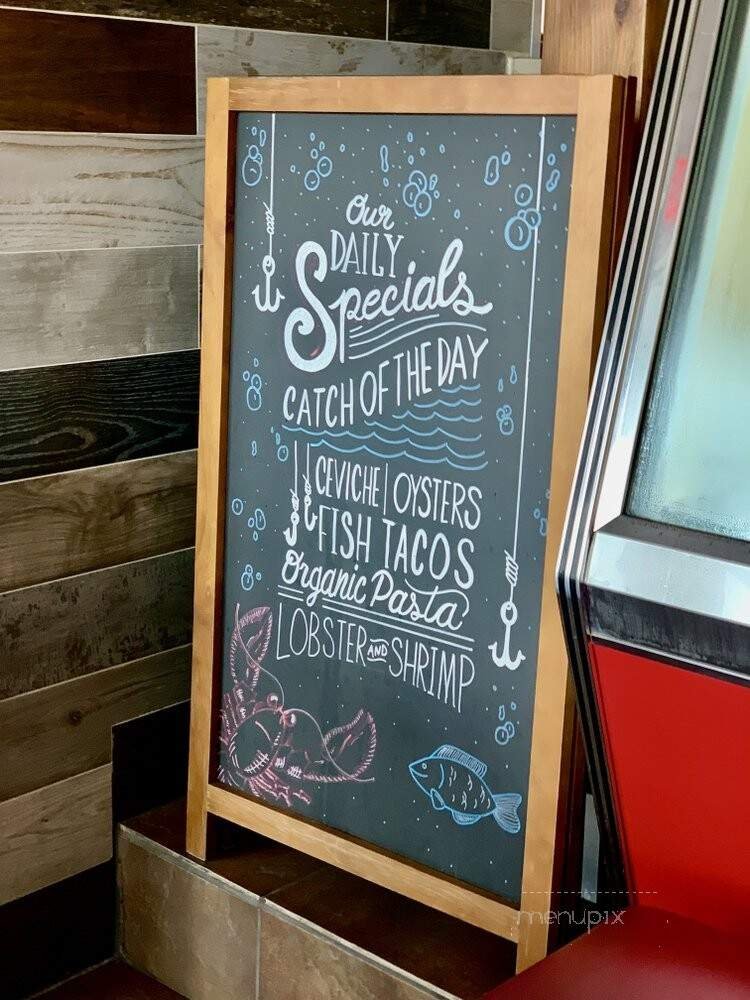 Our
DAILY
Specials
CATCH OF THE DAY
CEVICHE | OYSTERS
FISH TACOS
Organic Pasta
LOBSTER AND SHRIMP
menupix